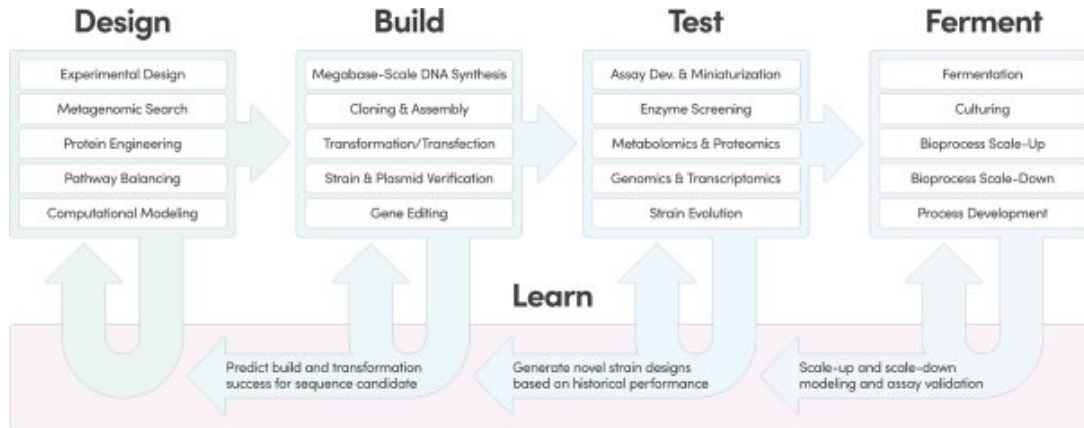 Design
Experimental Design
Metagenomic Search
Protein Engineering
Pathway Balancing
Computational Modeling
Build
Megabase-Scale DNA Synthesis
Cloning & Assembly
Transformation/Transfection
Strain & Plasmid Verification
Gene Editing
Test
Assay Dev. & Miniaturization
Enzyme Screening
Metabolomics & Proteomics
Genomics & Transcriptomics
Strain Evolution
Ferment
Fermentation
Culturing
Bioprocess Scale-Up
Bioprocess Scale-Down
Process Development
Learn
Predict build and transformation
success for sequence candidate
Generate novel strain designs
based on historical performance
Scale-up and scale-down
modeling and assay validation